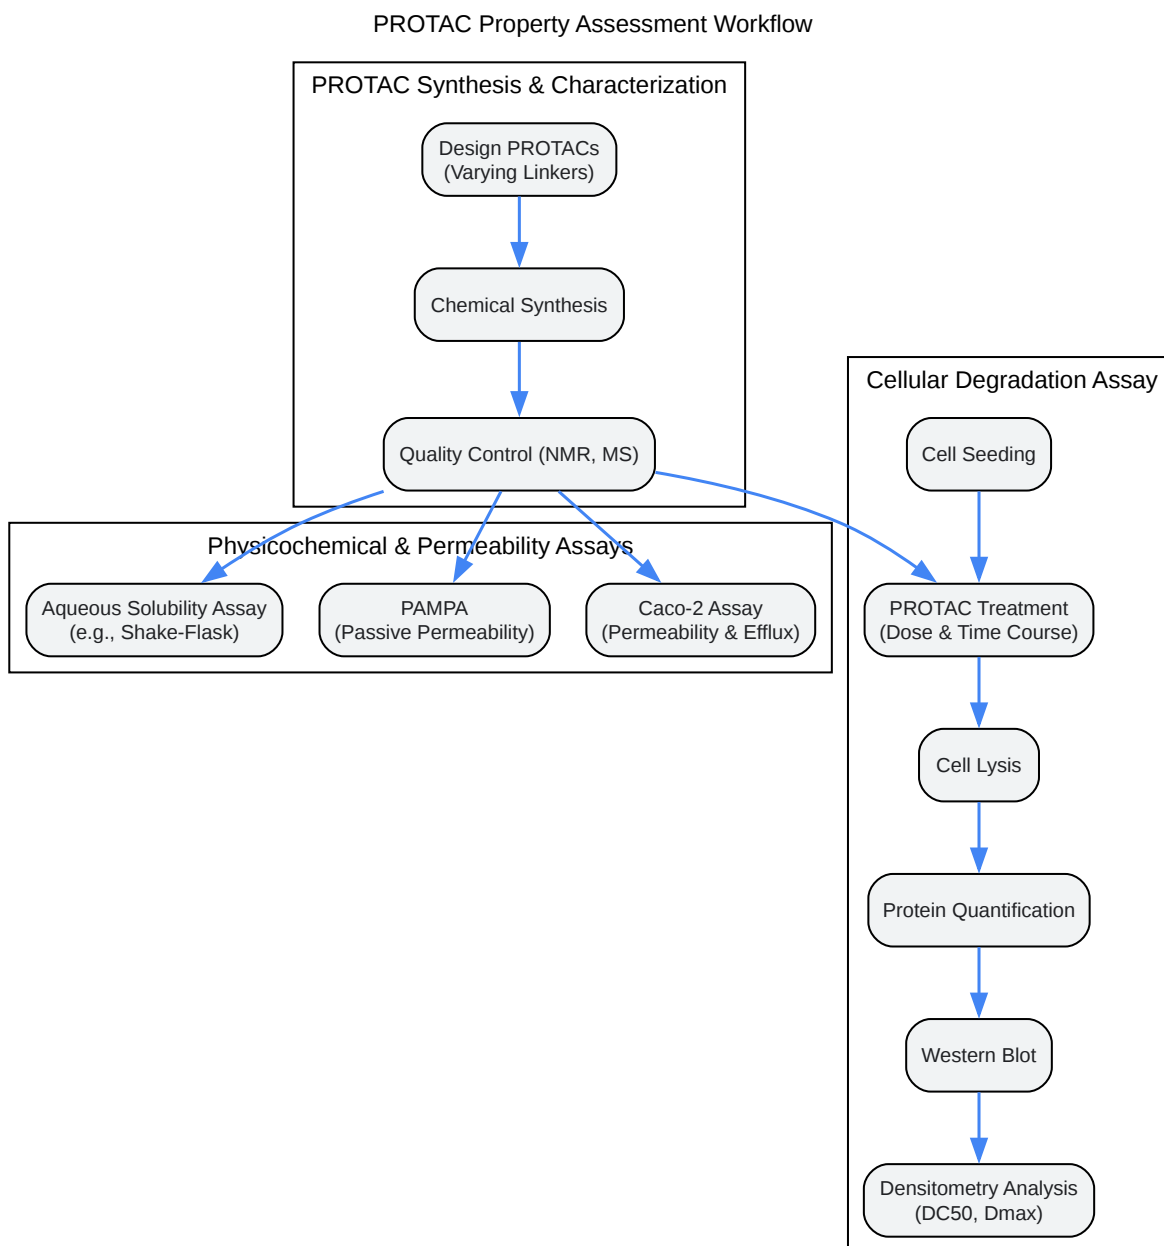 PROTAC Property Assessment Workflow
PROTAC Synthesis & Characterization
Design PROTACs
(Varying Linkers)
Chemical Synthesis
Quality Control (NMR, MS)
Physicochemical & Permeability Assays
Aqueous Solubility Assay
(e.g., Shake-Flask)
PAMPA
(Passive Permeability)
Caco-2 Assay
(Permeability & Efflux)
Cellular Degradation Assay
Cell Seeding
PROTAC Treatment
(Dose & Time Course)
Cell Lysis
Protein Quantification
Western Blot
Densitometry Analysis
(DC50, Dmax)